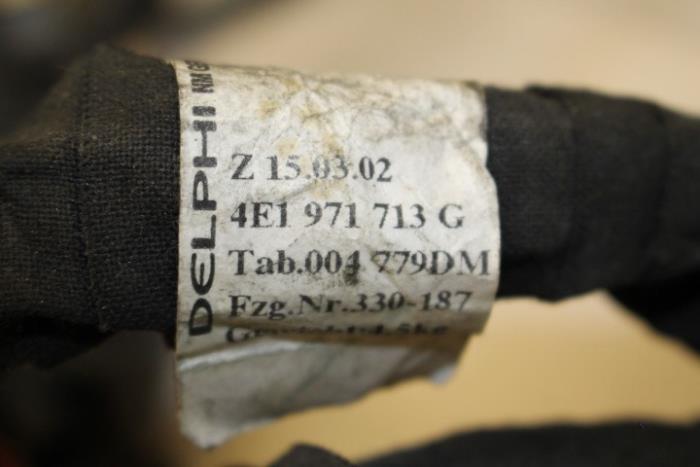 DELPHI
Z 15.03.02
4E1 971 713 G
Tab.004 779DM
Fzg.Nr.330-187